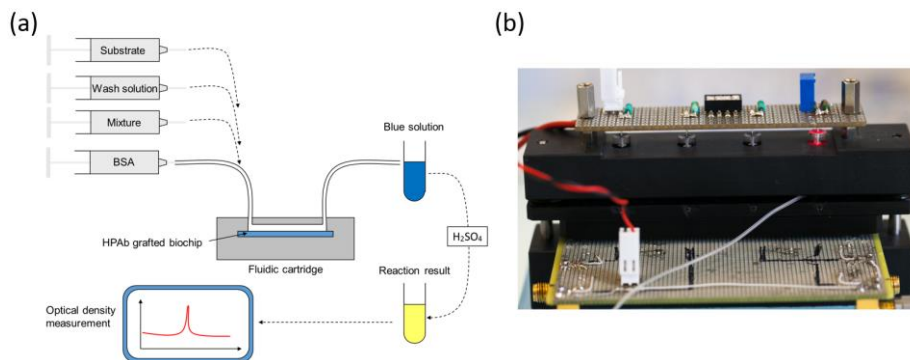 (a)
Substrate
Wash solution
Mixture
BSA
Blue solution
HPAb grafted biochip
Fluidic cartridge
H₂SO₄
Reaction result
Optical density
measurement
(b)